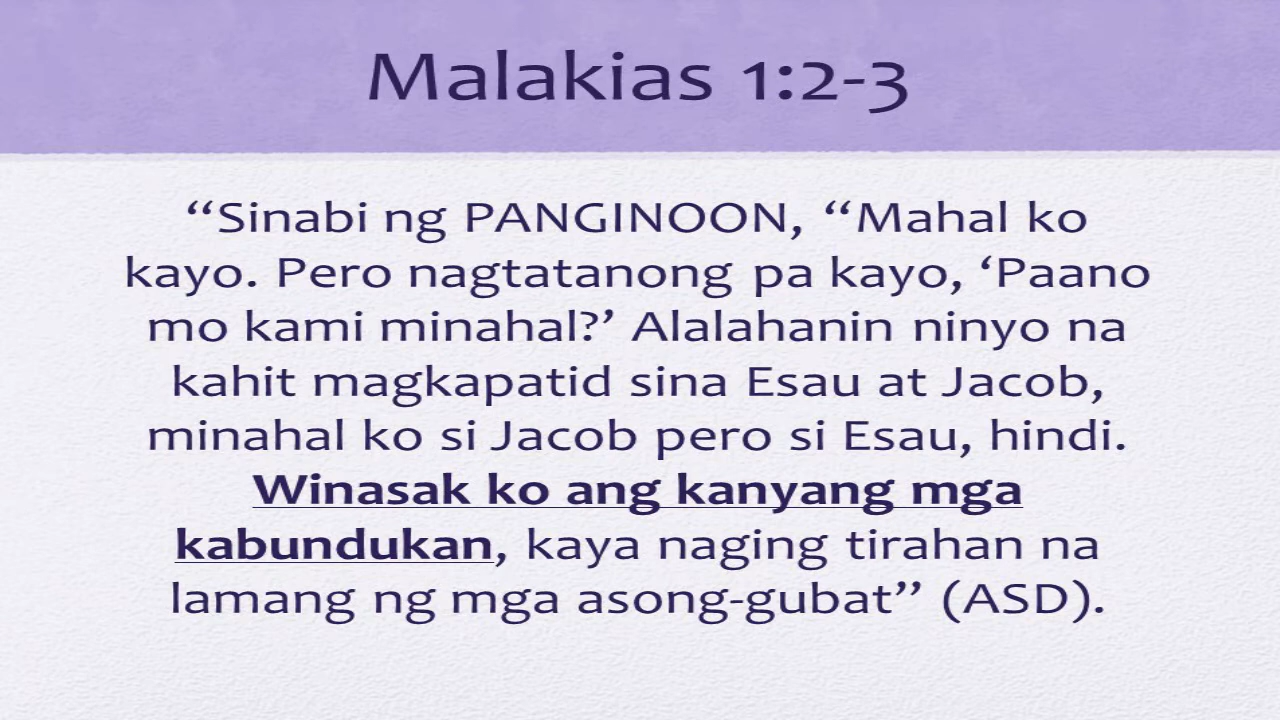 Malakias 1:2-3
“Sinabi ng PANGINOON, “Mahal ko
kayo. Pero nagtatanong pa kayo, ‘Paano
mo kami minahal?’ Alalahanin ninyo na
kahit magkapatid sina Esau at Jacob,
minahal ko si Jacob pero si Esau, hindi.
Winasak ko ang kanyang mga
kabundukan, kaya naging tirahan na
lamang ng mga asong-gubat” (ASD).